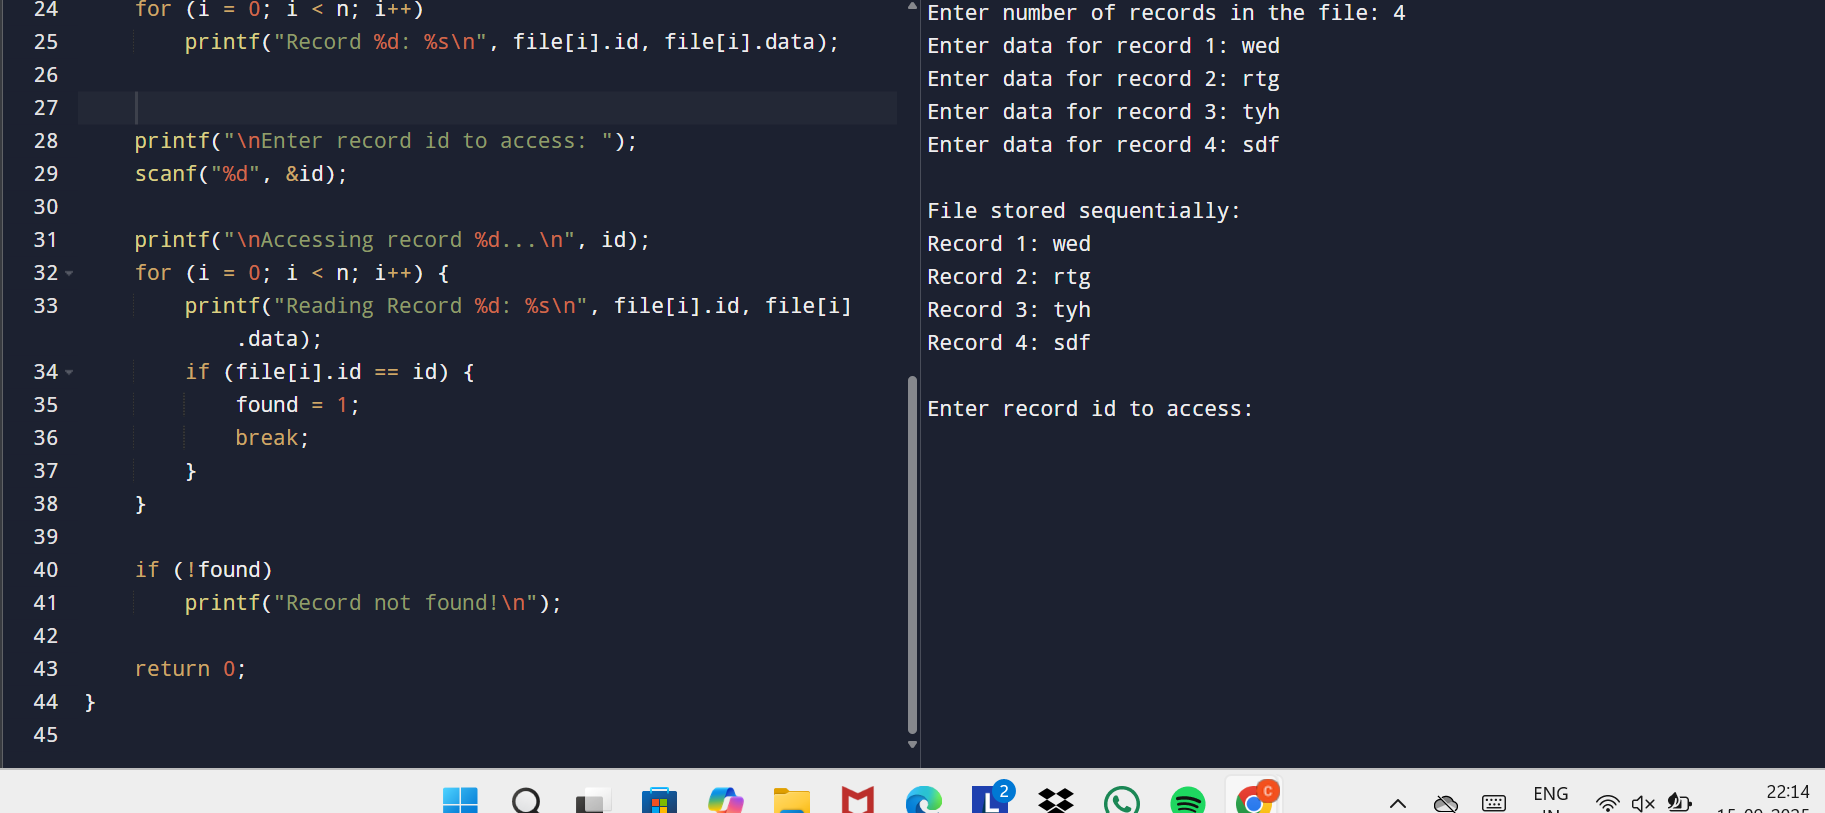 24 for (i = 0; i < n; i++)
25 printf("Record %d: %s\n", file[i].id, file[i].data);
26
27
28 printf("\nEnter record id to access: ");
29 scanf("%d", &id);
30
31 printf("\nAccessing record %d...\n", id);
32 for (i = 0; i < n; i++) {
33 printf("Reading Record %d: %s\n", file[i].id, file[i]
.data);
34 if (file[i].id == id) {
35 found = 1;
36 break;
37 }
38 }
39
40 if (!found)
41 printf("Record not found!\n");
42
43 return 0;
44 }
45
Enter number of records in the file: 4
Enter data for record 1: wed
Enter data for record 2: rtg
Enter data for record 3: tyh
Enter data for record 4: sdf
File stored sequentially:
Record 1: wed
Record 2: rtg
Record 3: tyh
Record 4: sdf
Enter record id to access:
L 2
C
ENG
22:14